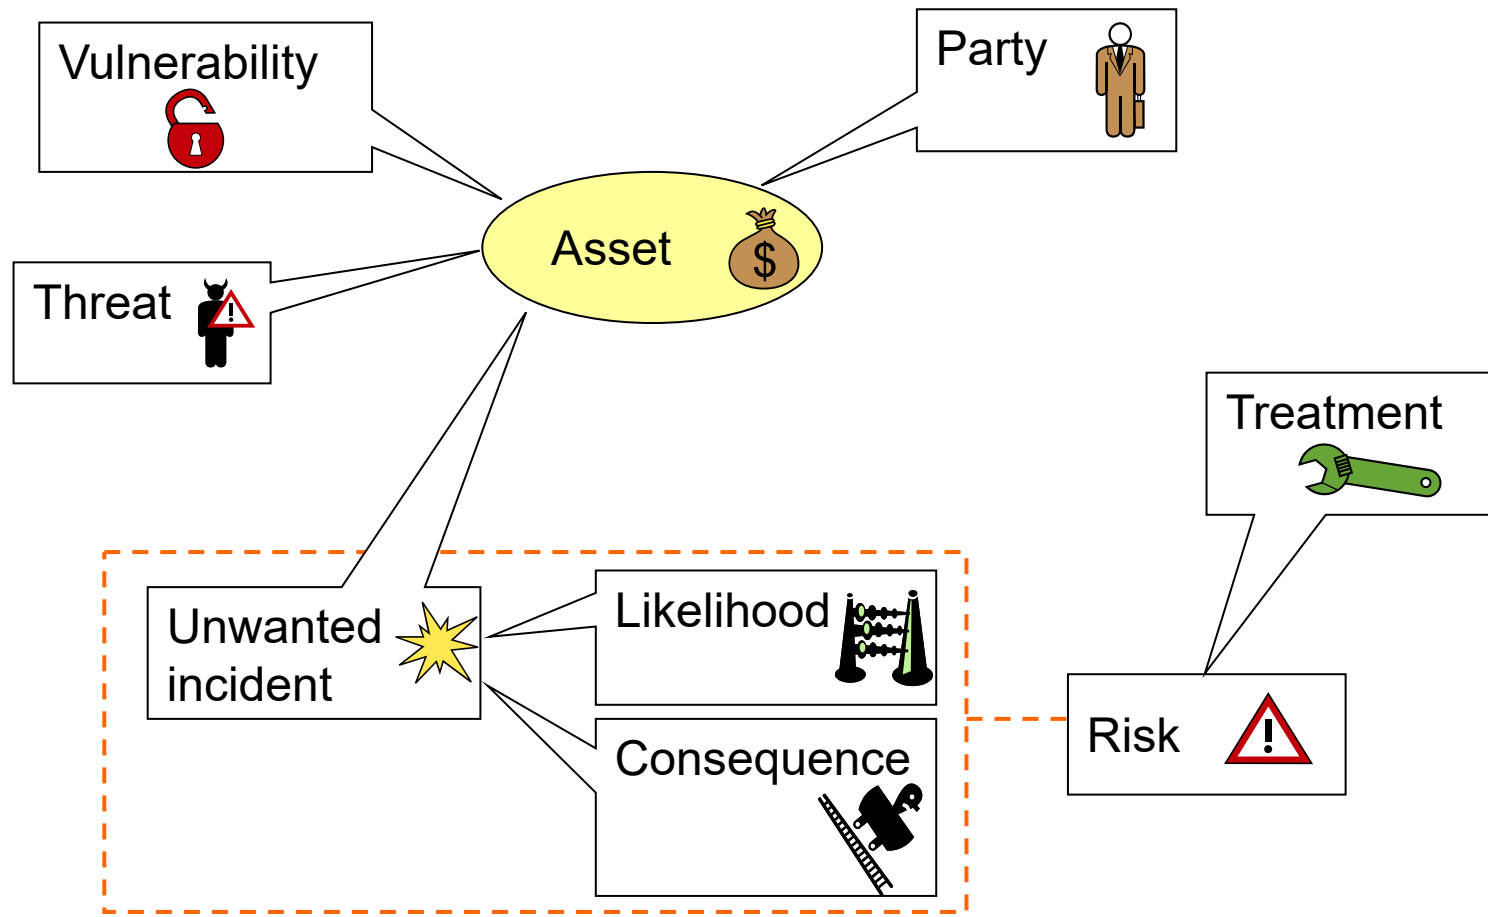 Vulnerability
Party
Asset
$
Threat
!
Treatment
Unwanted
incident
Likelihood
Consequence
Risk
!